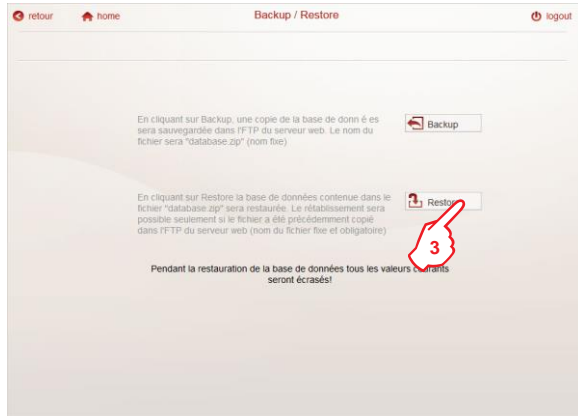 retour home Backup / Restore logout
En cliquant sur Backup, une copie de la base de donn é es
sera sauvegardée dans l'FTP du serveur web. Le nom du
fichier sera "database.zip" (nom fixe)
Backup
En cliquant sur Restore la base de données contenue dans le
fichier "database.zip" sera restaurée. Le rétablissement sera
possible seulement si le fichier a été précédemment copié
dans l'FTP du serveur web (nom du fichier fixe et obligatoire)
Restore
3
Pendant la restauration de la base de données tous les valeurs courants
seront écrasés!